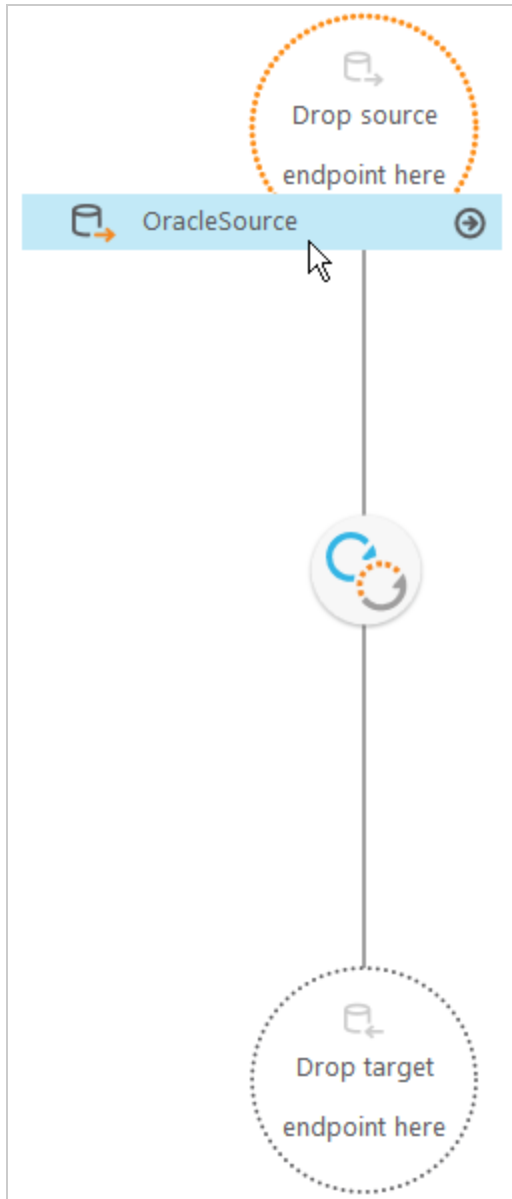 Drop source
endpoint here
OracleSource
Drop target
endpoint here